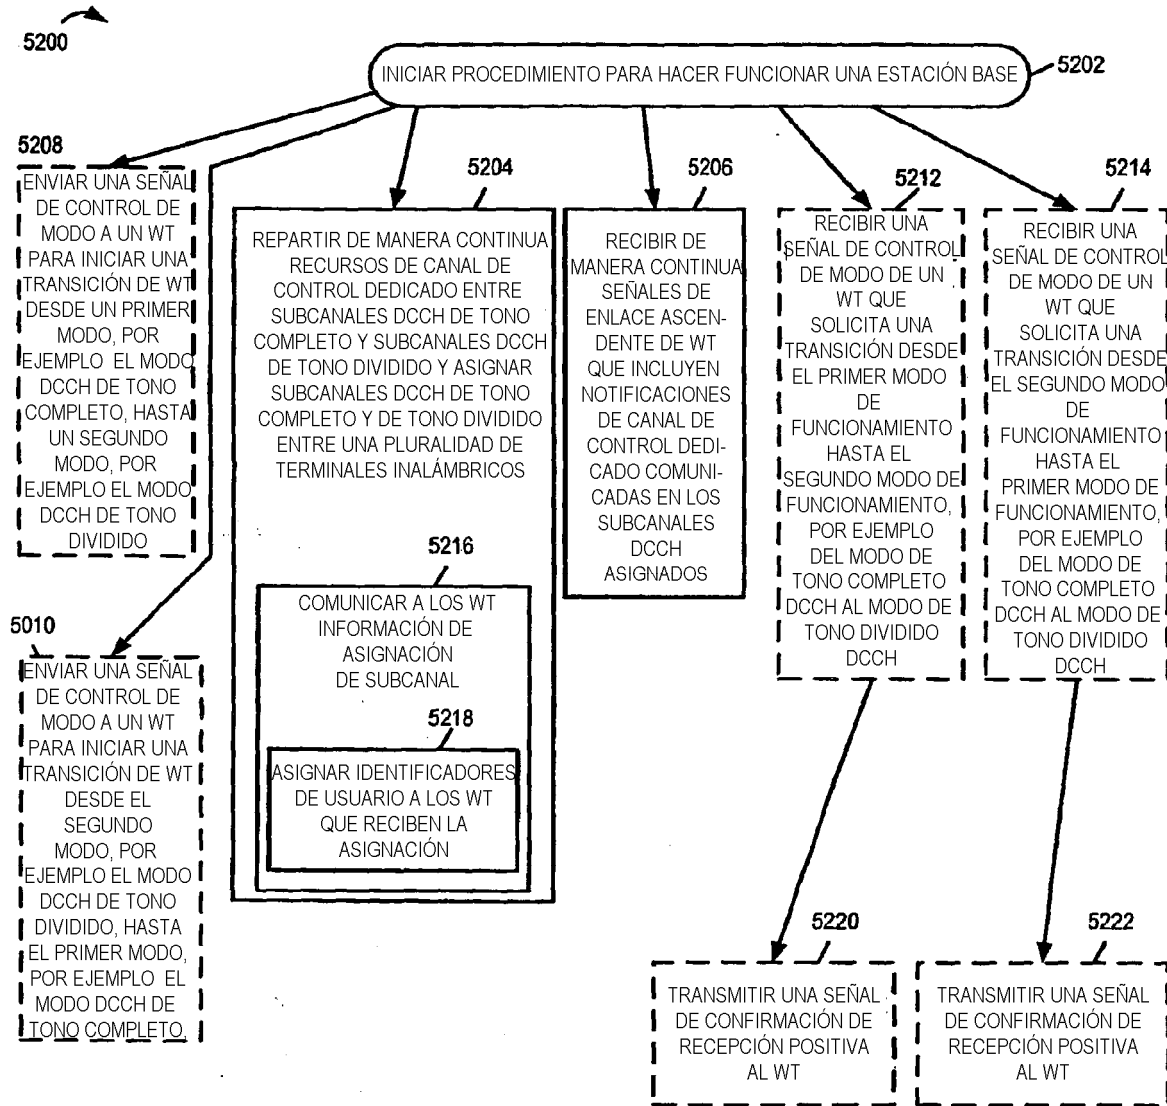 5200
INICIAR PROCEDIMIENTO PARA HACER FUNCIONAR UNA ESTACIÓN BASE
5202
5208
ENVIAR UNA SEÑAL
DE CONTROL DE
MODO A UN WT
PARA INICIAR UNA
TRANSICIÓN DE WT
DESDE UN PRIMER
MODO, POR
EJEMPLO EL MODO
DCCH DE TONO
COMPLETO, HASTA
UN SEGUNDO
MODO, POR
EJEMPLO EL MODO
DCCH DE TONO
DIVIDIDO
5010
ENVIAR UNA SEÑAL
DE CONTROL DE
MODO A UN WT
PARA INICIAR UNA
TRANSICIÓN DE WT
DESDE EL
SEGUNDO
MODO, POR
EJEMPLO EL MODO
DCCH DE TONO
DIVIDIDO, HASTA
EL PRIMER MODO,
POR EJEMPLO EL
MODO DCCH DE
TONO COMPLETO,
5204
REPARTIR DE MANERA CONTINUA
RECURSOS DE CANAL DE
CONTROL DEDICADO ENTRE
SUBCANALES DCCH DE TONO
COMPLETO Y SUBCANALES DCCH
DE TONO DIVIDIDO Y ASIGNAR
SUBCANALES DCCH DE TONO
COMPLETO Y DE TONO DIVIDIDO
ENTRE UNA PLURALIDAD DE
TERMINALES INALÁMBRICOS
5216
COMUNICAR A LOS WT
INFORMACIÓN DE
ASIGNACIÓN
DE SUBCANAL
5218
ASIGNAR IDENTIFICADORES
DE USUARIO A LOS WT
QUE RECIBEN LA
ASIGNACIÓN
5206
RECIBIR DE
MANERA CONTINUA
SEÑALES DE
ENLACE ASCEN-
DENTE DE WT
QUE INCLUYEN
NOTIFICACIONES
DE CANAL DE
CONTROL DEDI-
CADO COMUNI-
CADAS EN LOS
SUBCANALES
DCCH
ASIGNADOS
5212
RECIBIR UNA
SEÑAL DE CONTROL
DE MODO DE UN
WT QUE
SOLICITA UNA
TRANSICIÓN DESDE
EL PRIMER MODO
DE
FUNCIONAMIENTO
HASTA EL
SEGUNDO MODO DE
FUNCIONAMIENTO,
POR EJEMPLO
DEL MODO DE
TONO COMPLETO
DCCH AL MODO DE
TONO DIVIDIDO
DCCH
5214
RECIBIR UNA
SEÑAL DE CONTROL
DE MODO DE UN
WT QUE
SOLICITA UNA
TRANSICIÓN DESDE
EL SEGUNDO MODO
DE
FUNCIONAMIENTO
HASTA EL
PRIMER MODO DE
FUNCIONAMIENTO,
POR EJEMPLO
DEL MODO DE
TONO COMPLETO
DCCH AL MODO DE
TONO DIVIDIDO
DCCH
5220
TRANSMITIR UNA SEÑAL
DE CONFIRMACIÓN DE
RECEPCIÓN POSITIVA
AL WT
5222
TRANSMITIR UNA SEÑAL
DE CONFIRMACIÓN DE
RECEPCIÓN POSITIVA
AL WT